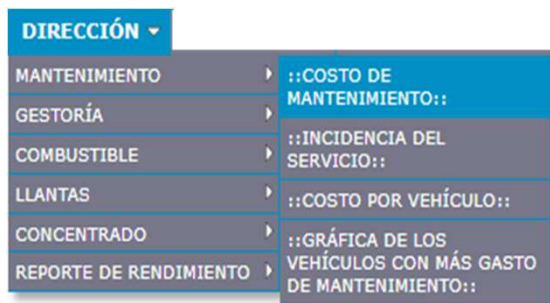 DIRECCIÓN
MANTENIMIENTO
GESTORÍA
COMBUSTIBLE
LLANTAS
CONCENTRADO
REPORTE DE RENDIMIENTO
::COSTO DE
MANTENIMIENTO::
::INCIDENCIA DEL
SERVICIO::
::COSTO POR VEHÍCULO::
::GRÁFICA DE LOS
VEHÍCULOS CON MÁS GASTO
DE MANTENIMIENTO::